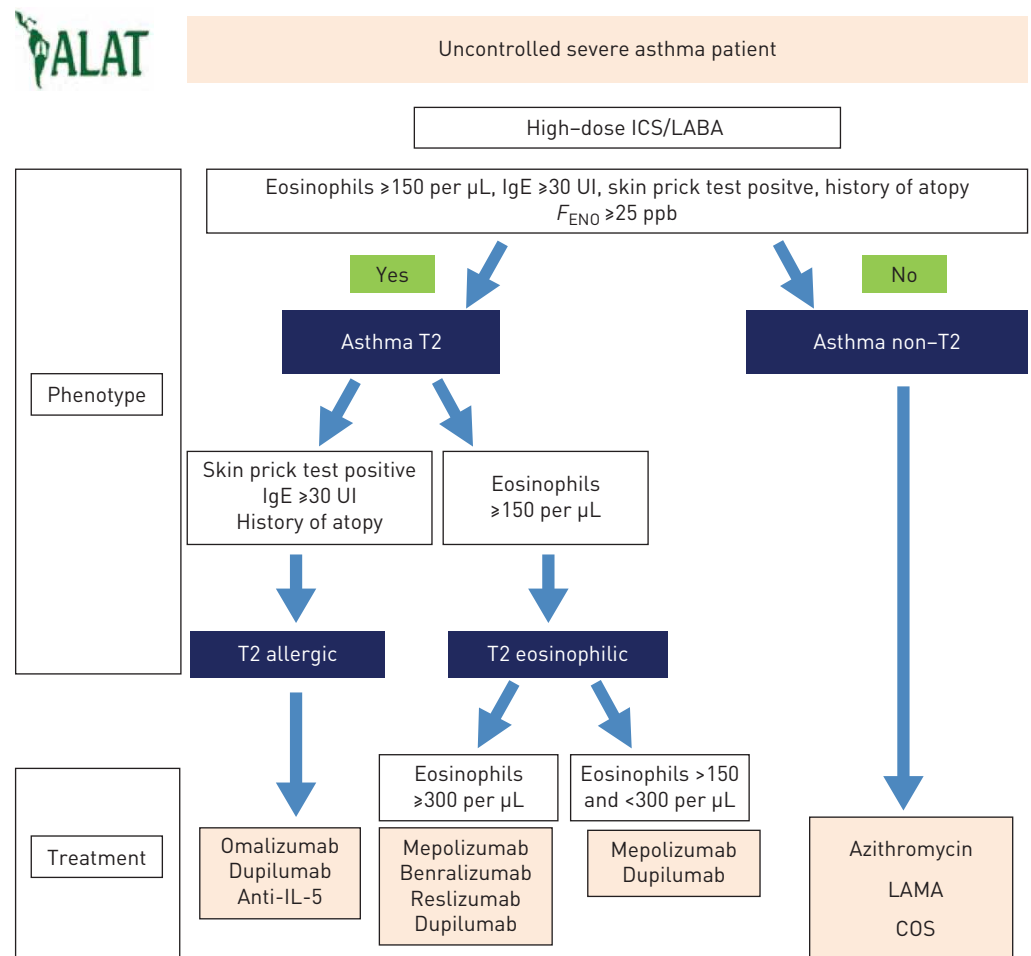 ALAT
Uncontrolled severe asthma patient
High–dose ICS/LABA
Eosinophils ⩾150 per µL, IgE ⩾30 UI, skin prick test positve, history of atopy
FENO ⩾25 ppb
Yes
No
Asthma T2
Asthma non–T2
Phenotype
Skin prick test positive
IgE ⩾30 UI
History of atopy
Eosinophils
⩾150 per µL
T2 allergic
T2 eosinophilic
Eosinophils
⩾300 per µL
Eosinophils >150
and <300 per µL
Treatment
Omalizumab
Dupilumab
Anti-IL-5
Mepolizumab
Benralizumab
Reslizumab
Dupilumab
Mepolizumab
Dupilumab
Azithromycin
LAMA
COS